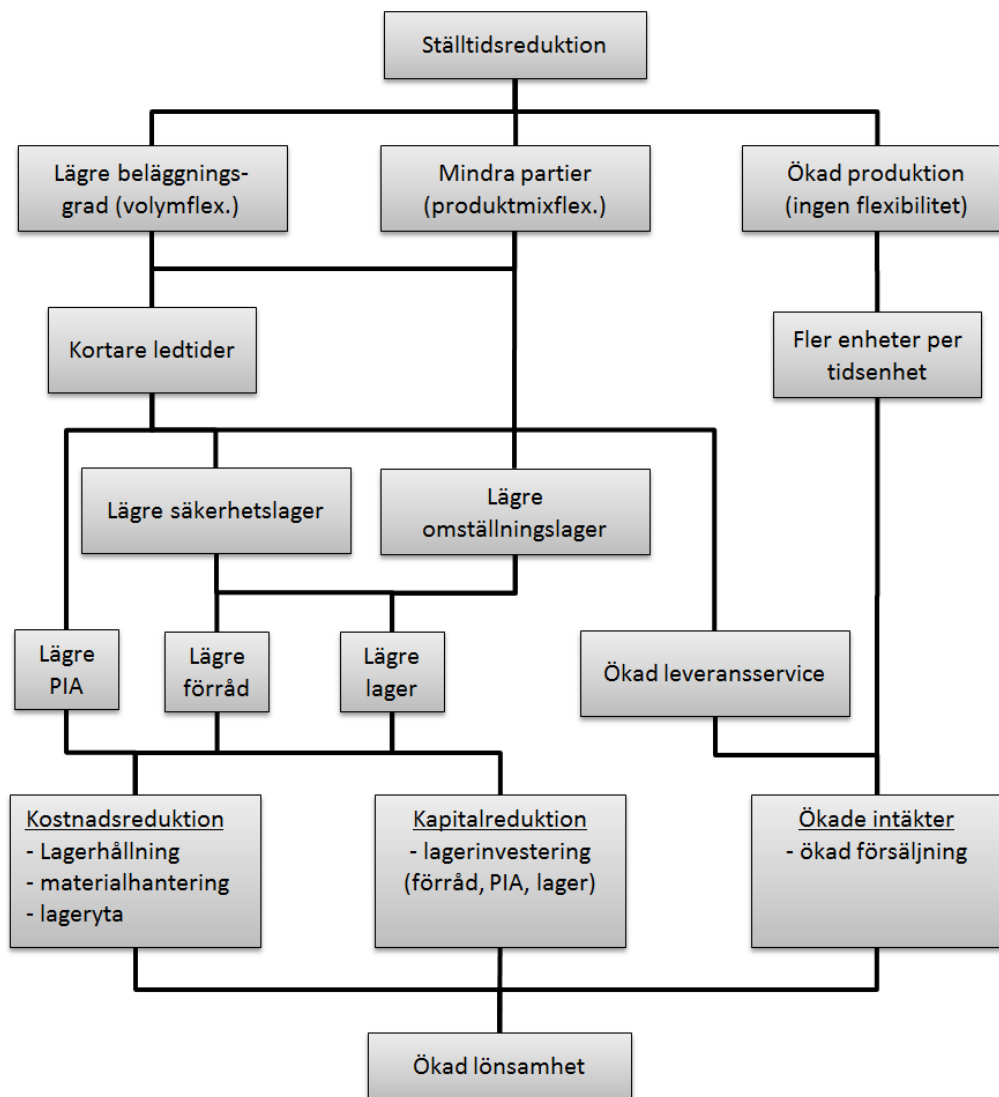 Ställtidsreduktion
Lägre beläggnings-
grad (volymflex.)
Mindra partier
(produktmixflex.)
Ökad produktion
(ingen flexibilitet)
Kortare ledtider
Fler enheter per
tidsenhet
Lägre säkerhetslager
Lägre
omställningslager
Lägre
PIA
Lägre
förråd
Lägre
lager
Ökad leveransservice
Kostnadsreduktion
- Lagerhållning
- materialhantering
- lageryta
Kapitalreduktion
- lagerinvestering
(förråd, PIA, lager)
Ökade intäkter
- ökad försäljning
Ökad lönsamhet